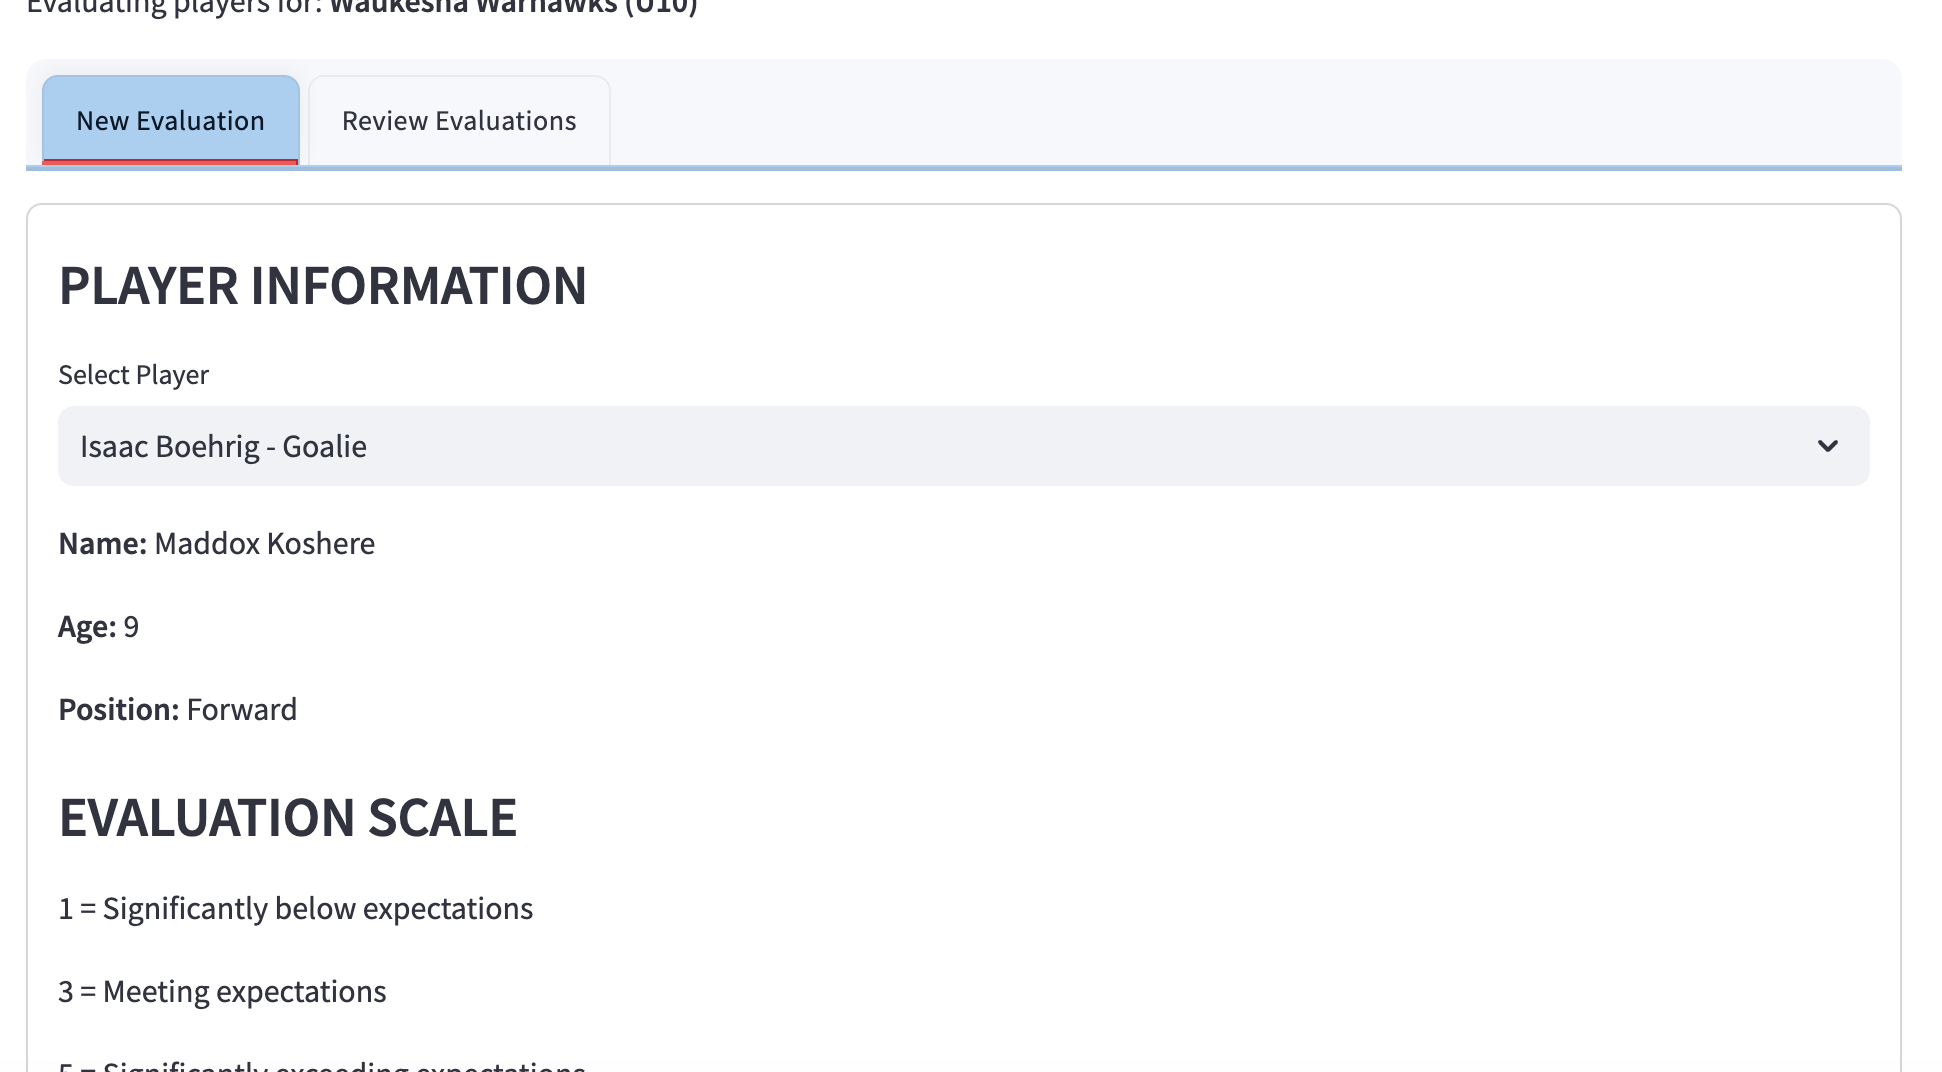 Evaluating players for: Waukesha Warhawks (U10)
New Evaluation
Review Evaluations
PLAYER INFORMATION
Select Player
Isaac Boehrig - Goalie
Name: Maddox Koshere
Age: 9
Position: Forward
EVALUATION SCALE
1 = Significantly below expectations
3 = Meeting expectations
5 = Significantly exceeding expectations